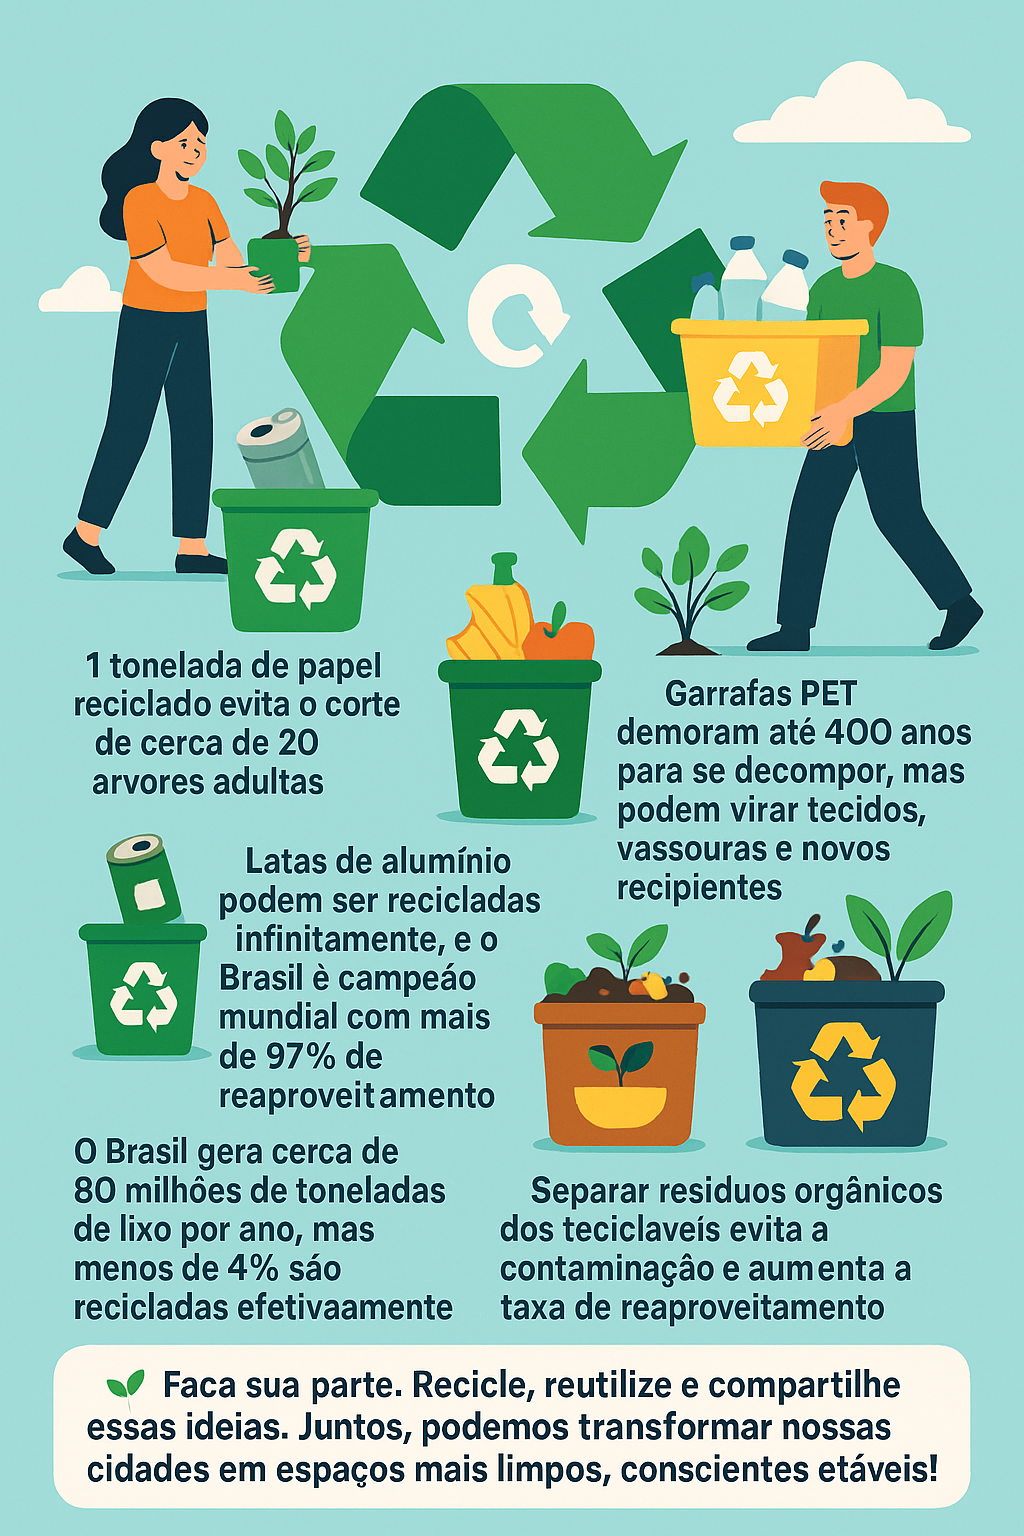 1 tonelada de papel
reciclado evita o corte
de cerca de 20
arvores adultas
Garrafas PET
demoram até 400 anos
para se decompor, mas
podem virar tecidos,
vassouras e novos
recipientes
Latas de alumínio
podem ser recicladas
infinitamente, e o
Brasil è campeáo
mundial com mais
de 97% de
reaproveitamento
O Brasil gera cerca de
80 milhôes de toneladas
de lixo por ano, mas
menos de 4% sáo
recicladas efetivaamente
Separar residuos orgânicos
dos teciclaveís evita a
contaminaçâo e aumenta a
taxa de reaproveitamento
Faca sua parte. Recicle, reutilize e compartilhe
essas ideias. Juntos, podemos transformar nossas
cidades em espaços mais limpos, conscientes etáveis!